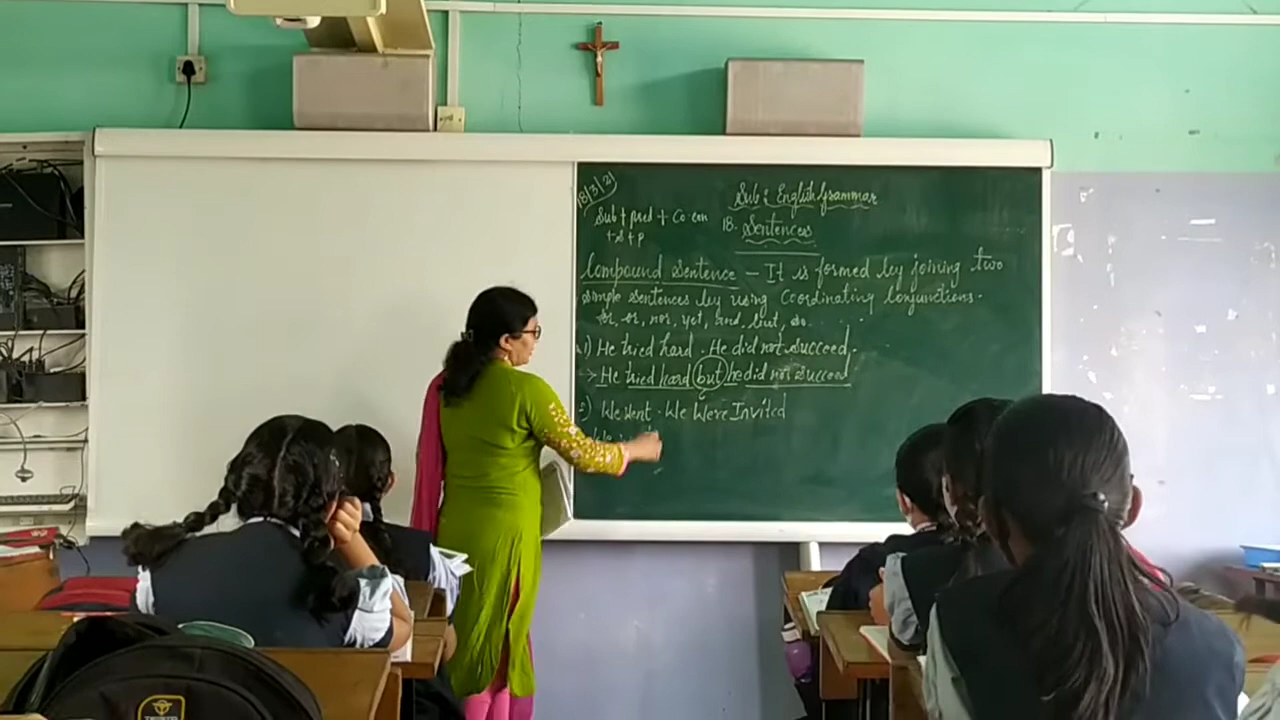 18/3/21
Sub : English Grammar
Sub + pred + Co-con
+ s + p
18. Sentences
Compound Sentence – It is formed by joining two
simple sentences by using Coordinating Conjunctions.
for, or, nor, yet, and, but, so.
1) He tried hard. He did not succeed.
→ He tried hard but he did not succeed
2) We went. We Were Invited
We